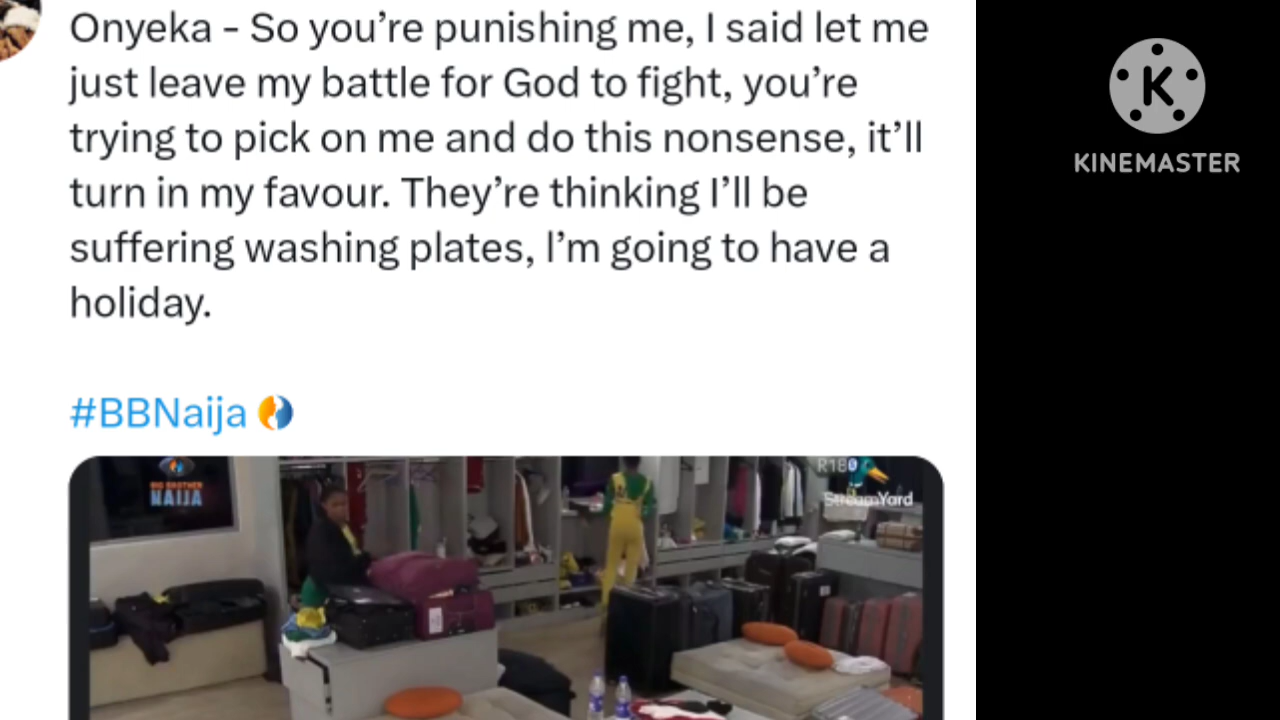 Onyeka - So you’re punishing me, I said let me
just leave my battle for God to fight, you’re
trying to pick on me and do this nonsense, it’ll
turn in my favour. They’re thinking I’ll be
suffering washing plates, I’m going to have a
holiday.
#BBNaija
KINEMASTER
BIG BROTHER
NAIJA
R180
StreamYard